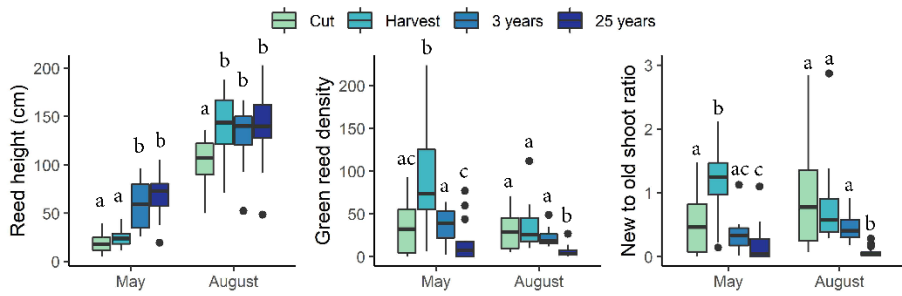 Cut Harvest 3 years 25 years
Reed height (cm)
200
150
100
50
0
a a b b a b b b
May August
Green reed density
200
150
100
50
0
ac b a c a a a b
May August
New to old shoot ratio
3
2
1
0
a b ac c a a a b
May August